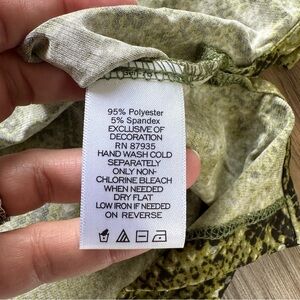 95% Polyester
5% Spandex
EXCLUSIVE OF
DECORATION
RN 87935
HAND WASH COLD
SEPARATELY
ONLY NON-
CHLORINE BLEACH
WHEN NEEDED
DRY FLAT
LOW IRON IF NEEDED
ON REVERSE